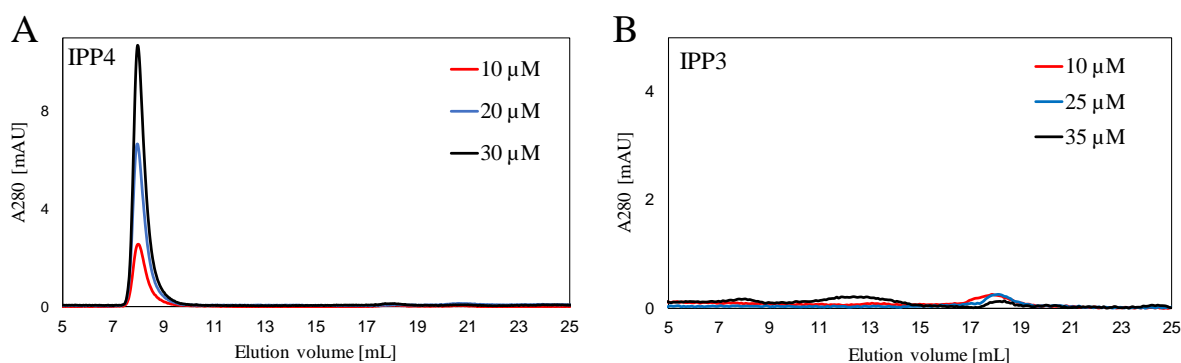 A
IPP4
10 µM
20 µM
30 µM
A280 [mAU]
8
4
0
5 7 9 11 13 15 17 19 21 23 25
Elution volume [mL]
B
IPP3
10 µM
25 µM
35 µM
A280 [mAU]
4
2
0
5 7 9 11 13 15 17 19 21 23 25
Elution volume [mL]